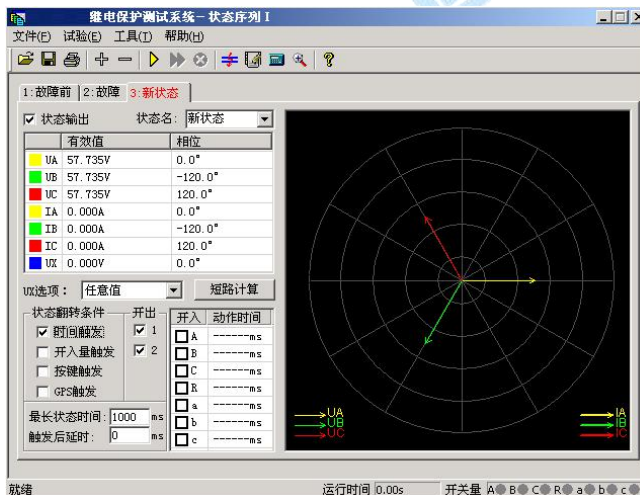 继电保护测试系统-状态序列 I
文件(F) 试验(E) 工具(T) 帮助(H)
1:故障前 2:故障 3:新状态
状态输出 状态名: 新状态
有效值 相位
UA 57.735V 0.0°
UB 57.735V -120.0°
UC 57.735V 120.0°
IA 0.000A 0.0°
IB 0.000A -120.0°
IC 0.000A 120.0°
UX 0.000V 0.0°
UX选项: 任意值 短路计算
状态翻转条件 开出 开入 动作时间
时间触发 1 A ------ms
开入量触发 2 B ------ms
按键触发 C ------ms
GPS触发 R ------ms
最长状态时间: 1000 ms a ------ms
触发后延时: 0 ms b ------ms
c ------ms
UA IA
UB IB
UC IC
就绪 运行时间 0.00s 开关量 A B C R a b c